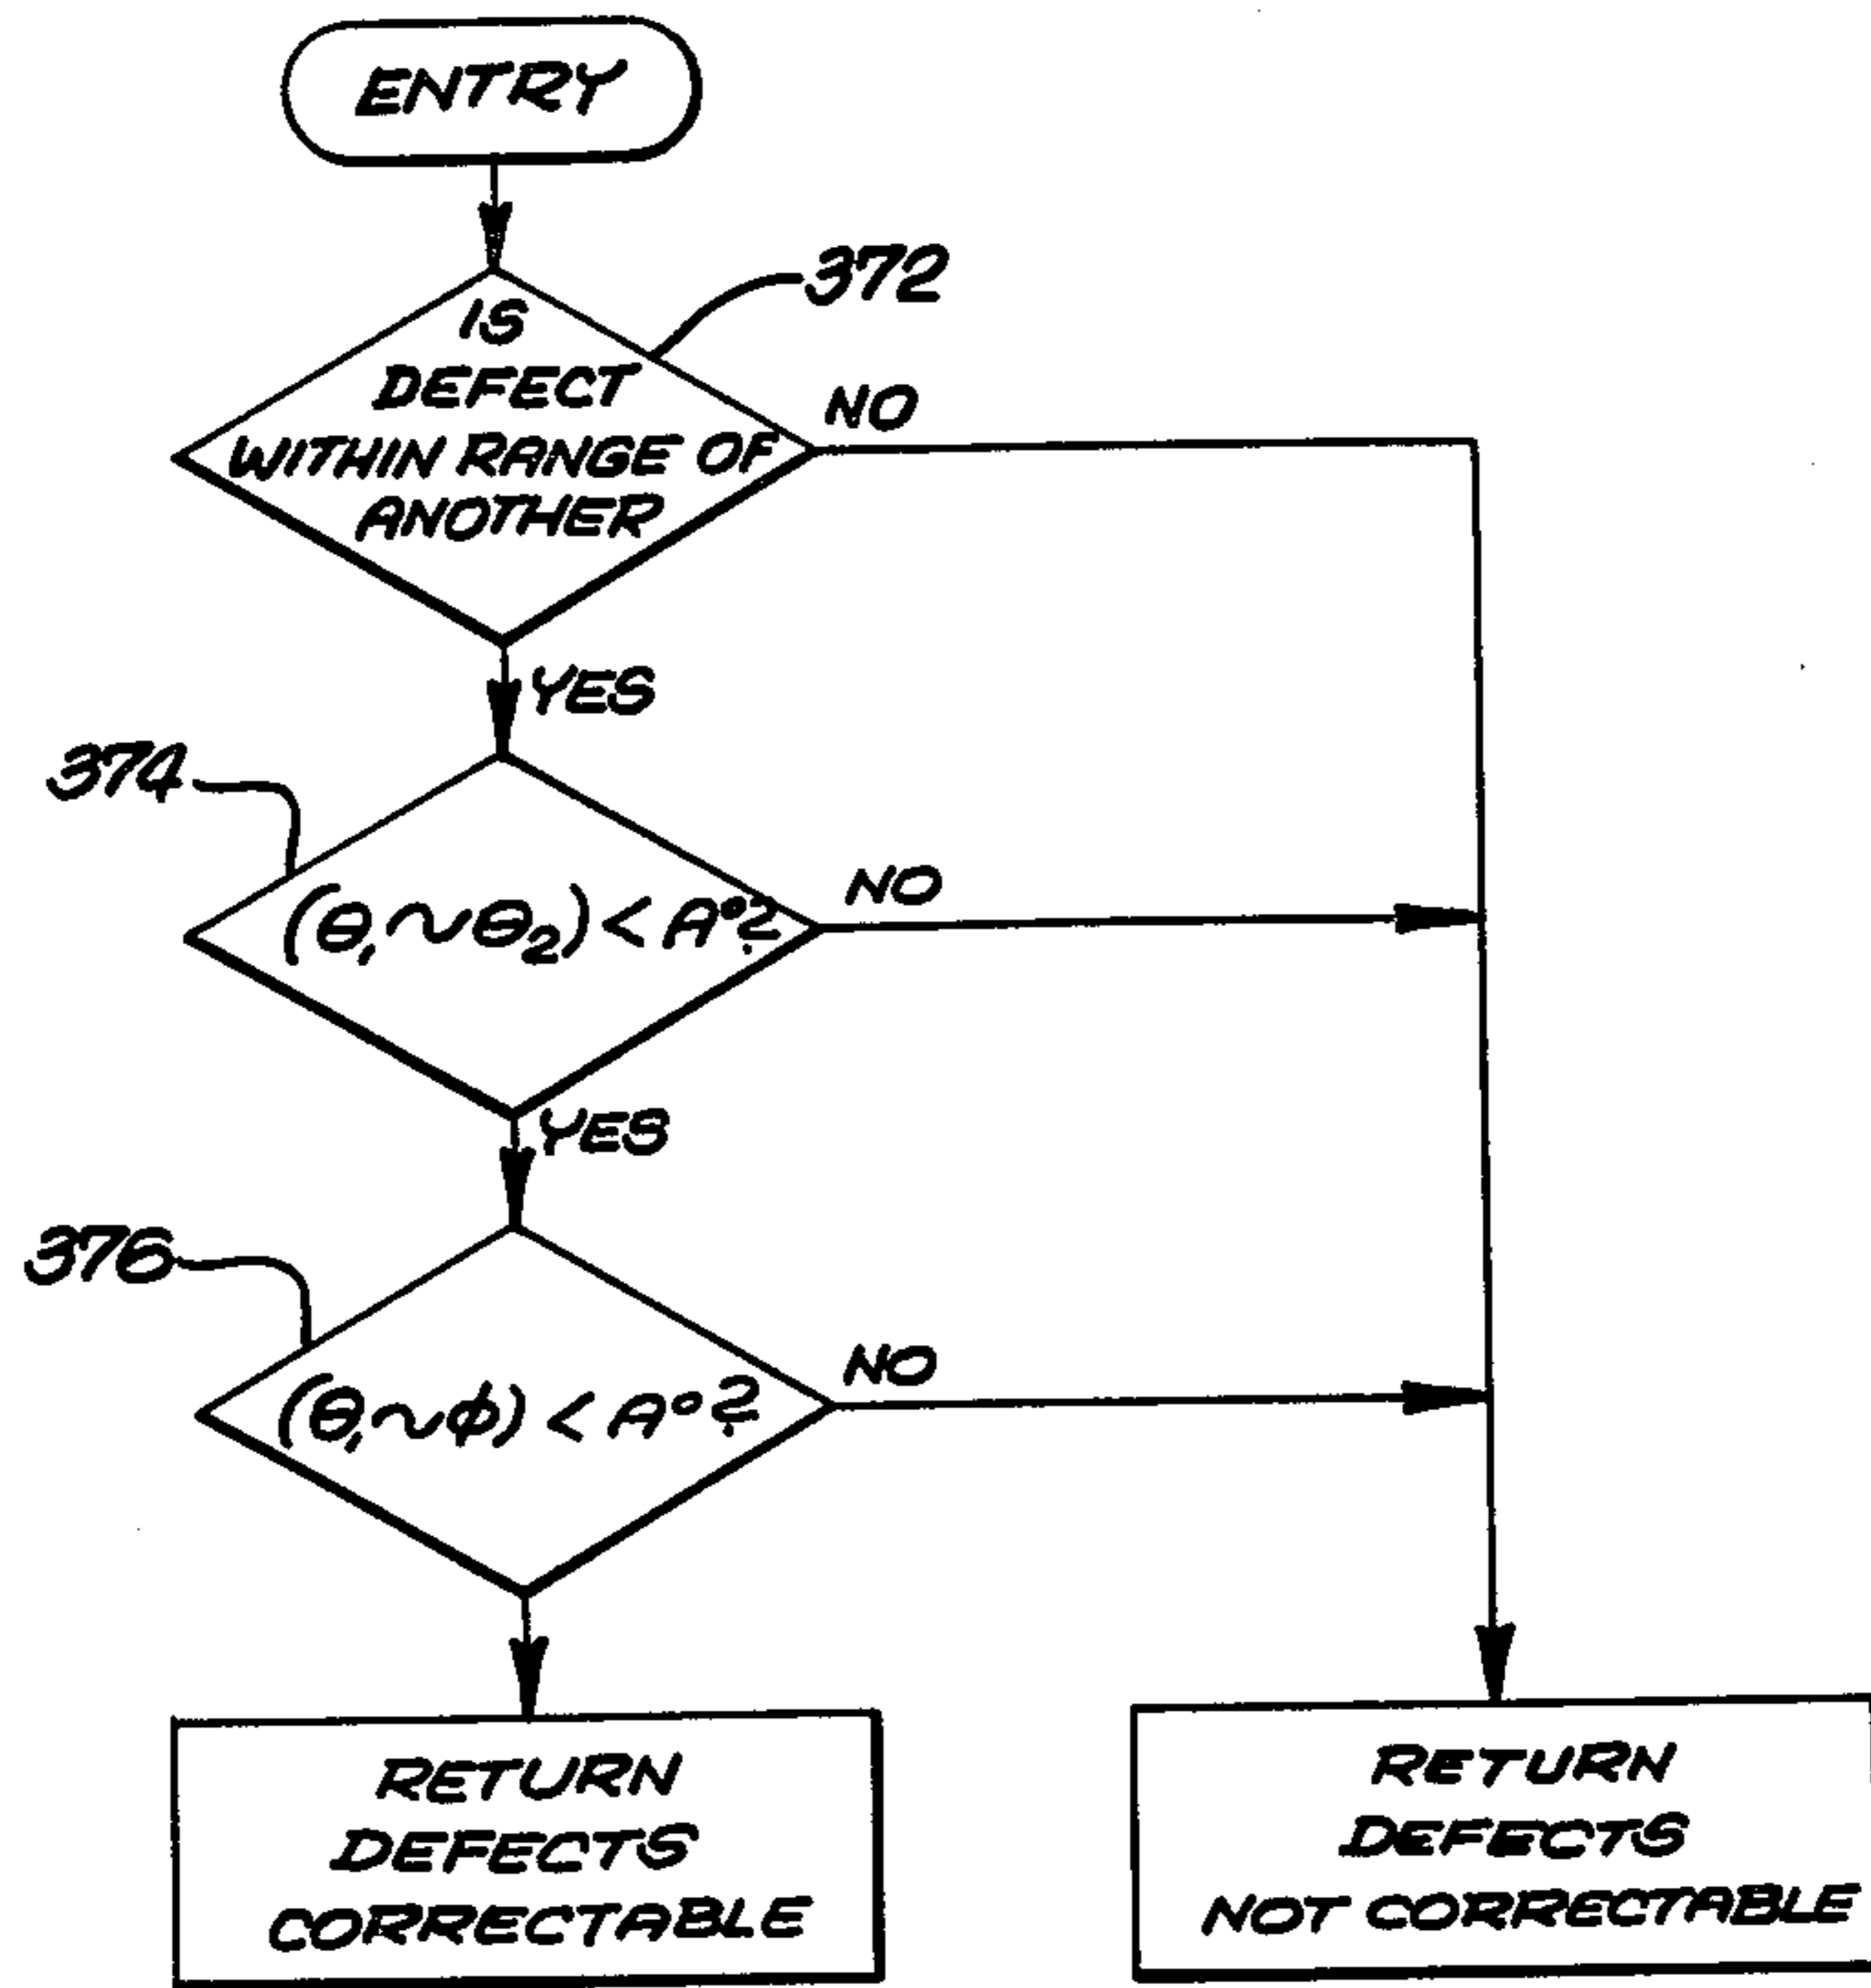 ENTRY
372
IS
DEFECT
WITHIN RANGE OF
ANOTHER
NO
YES
374
(θ₁~θ₂)<A°?
NO
YES
376
(θ₁~ϕ)<A°?
NO
RETURN
DEFECTS
CORRECTABLE
RETURN
DEFECTS
NOT CORRECTABLE